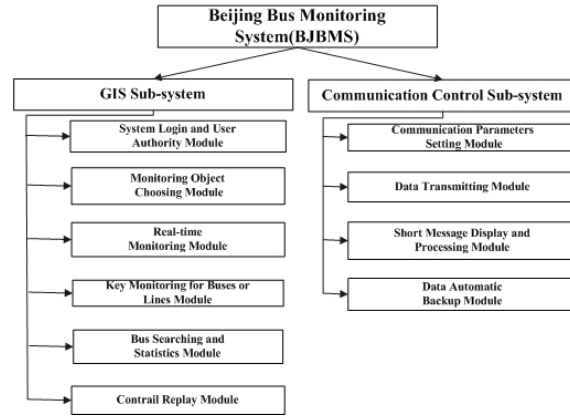 Beijing Bus Monitoring
System(BJBMS)
GIS Sub-system
System Login and User
Authority Module
Monitoring Object
Choosing Module
Real-time
Monitoring Module
Key Monitoring for Buses or
Lines Module
Bus Searching and
Statistics Module
Contrail Replay Module
Communication Control Sub-system
Communication Parameters
Setting Module
Data Transmitting Module
Short Message Display and
Processing Module
Data Automatic
Backup Module